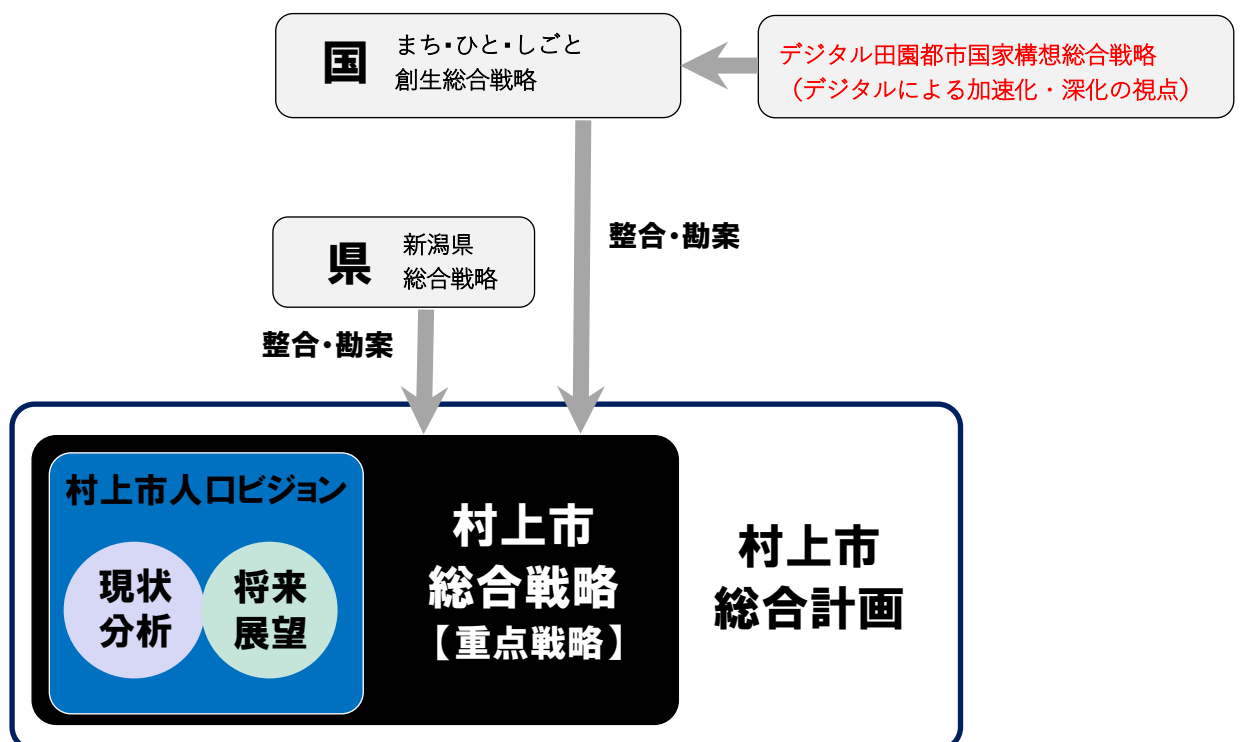 国
まち・ひと・しごと
創生総合戦略
デジタル田園都市国家構想総合戦略
（デジタルによる加速化・深化の視点）
整合・勘案
県
新潟県
総合戦略
整合・勘案
村上市人口ビジョン
現状
分析
将来
展望
村上市
総合戦略
【重点戦略】
村上市
総合計画